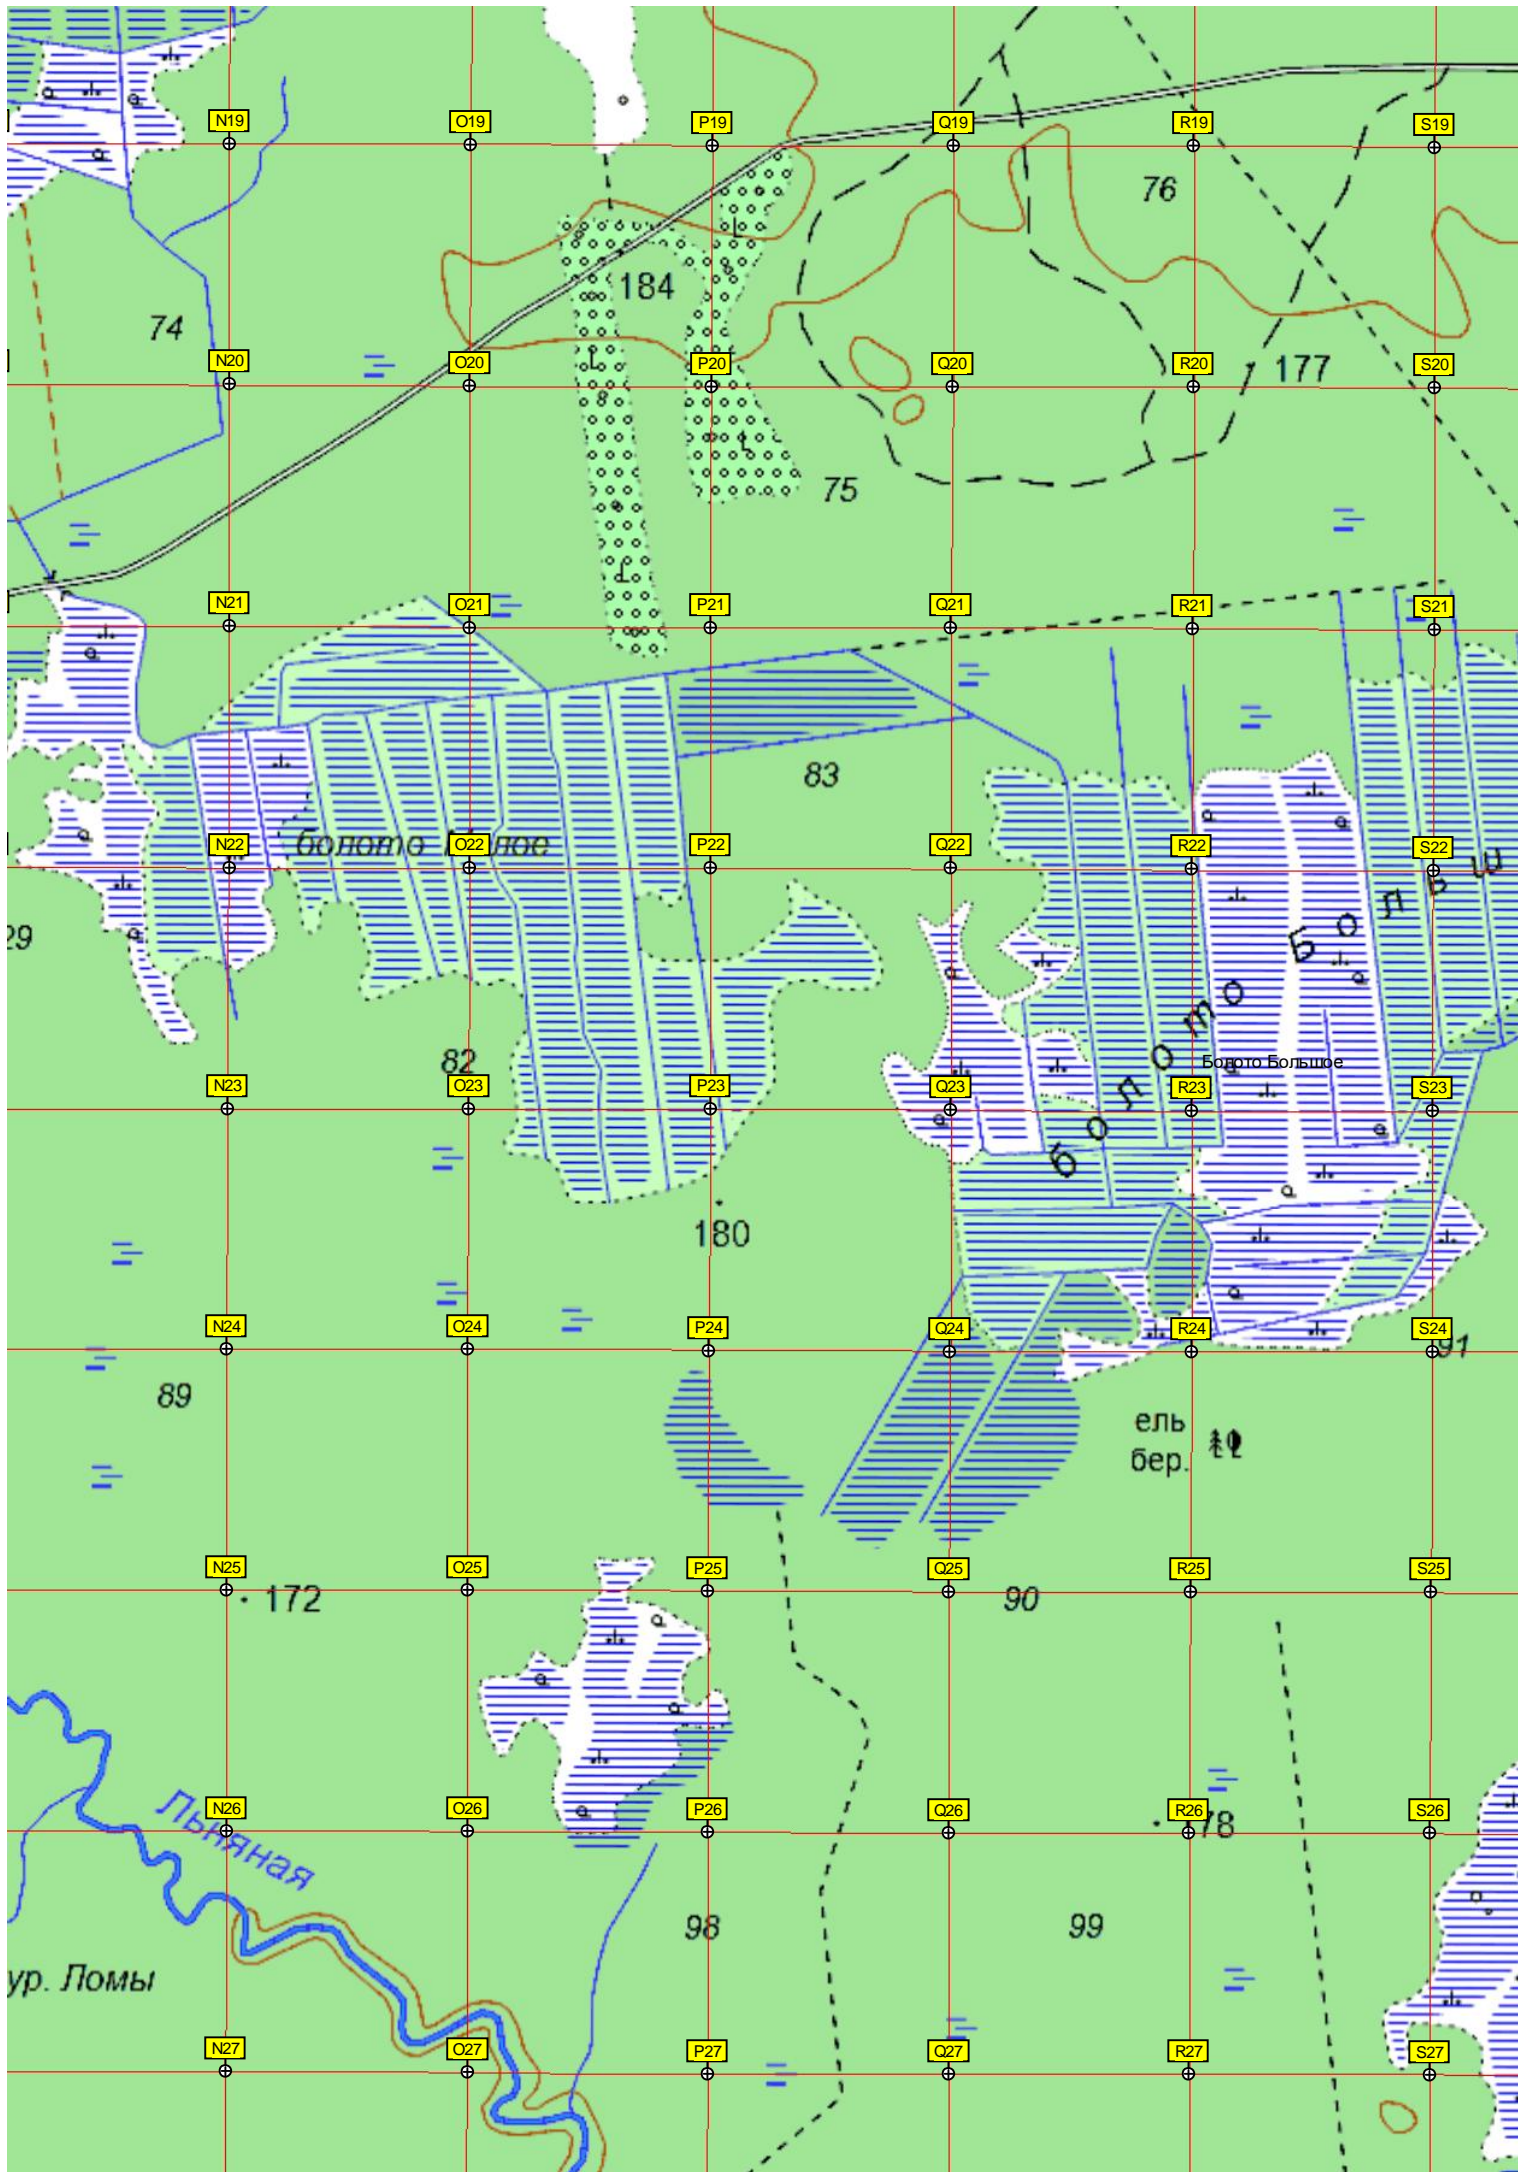 N19 O19 P19 Q19 R19 S19
76
184
74
N20 O20 P20 Q20 R20 177 S20
75
N21 O21 P21 Q21 R21 S21
83
N22 O22 P22 Q22 R22 S22
болото
29
82
болото Больш
Болото Большое
N23 O23 P23 Q23 R23 S23
180
N24 O24 P24 Q24 R24 S24
91
89
ель
бер.
N25 O25 P25 Q25 R25 S25
172
90
Льняная
N26 O26 P26 Q26 R26 S26
78
98
99
ур. Ломы
N27 O27 P27 Q27 R27 S27